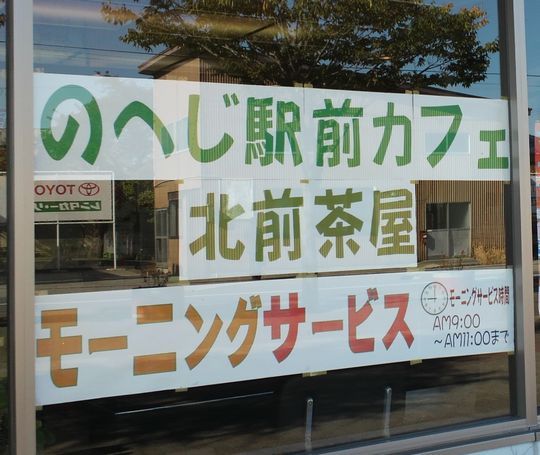 のへじ駅前カフェ
TOYOT
北前茶屋
モーニングサービス
モーニングサービス時間
AM9:00
～AM11:00まで